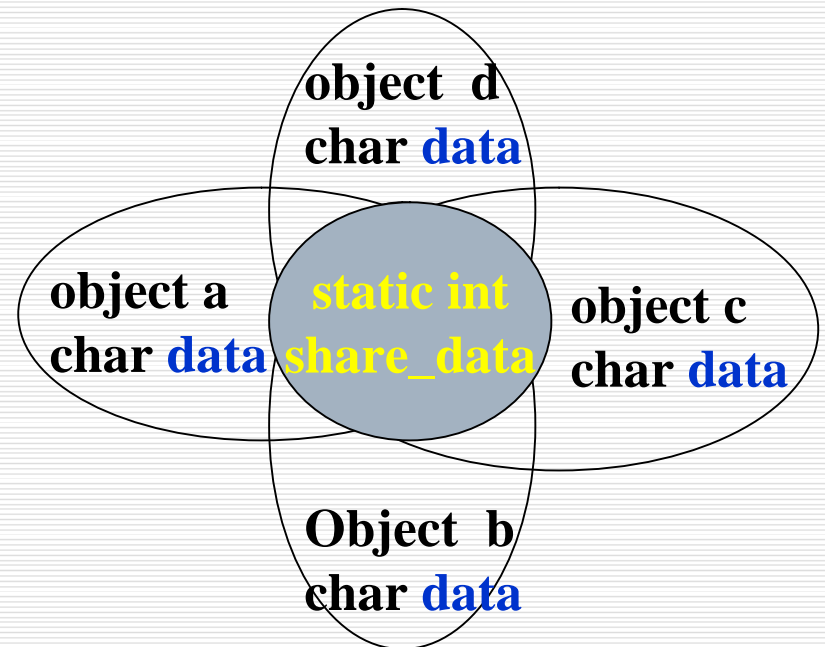 object  d
char data
object a
char data
static int
share_data
object c
char data
Object  b
char data